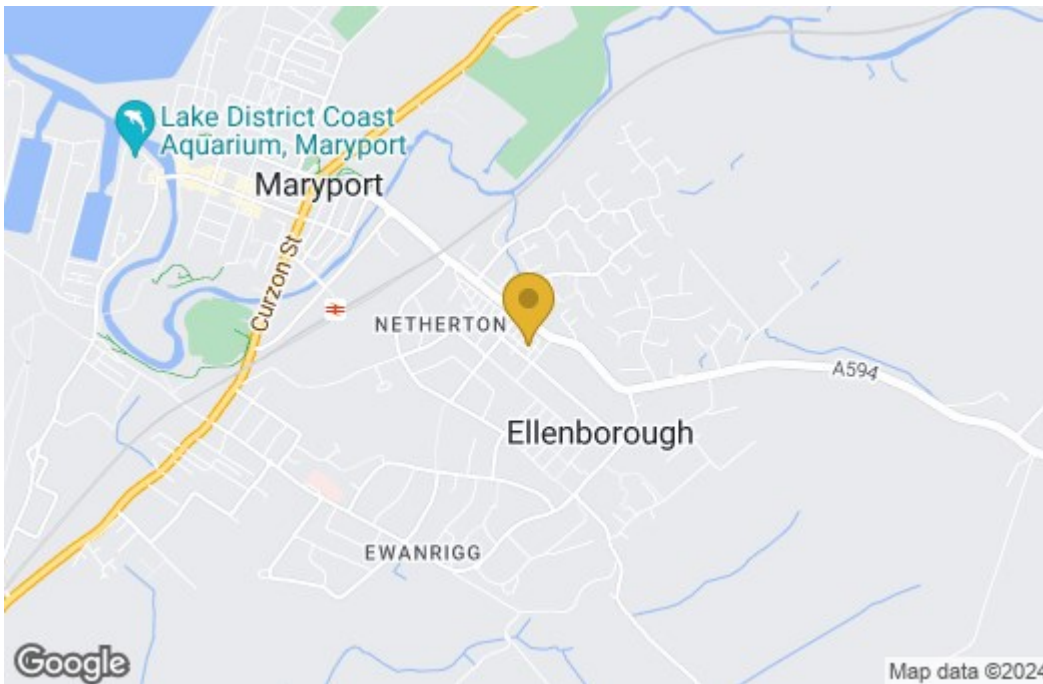 Lake District Coast
Aquarium, Maryport
Maryport
Curzon St
NETHERTON
A594
Ellenborough
EWANRIGG
Google
Map data ©2024